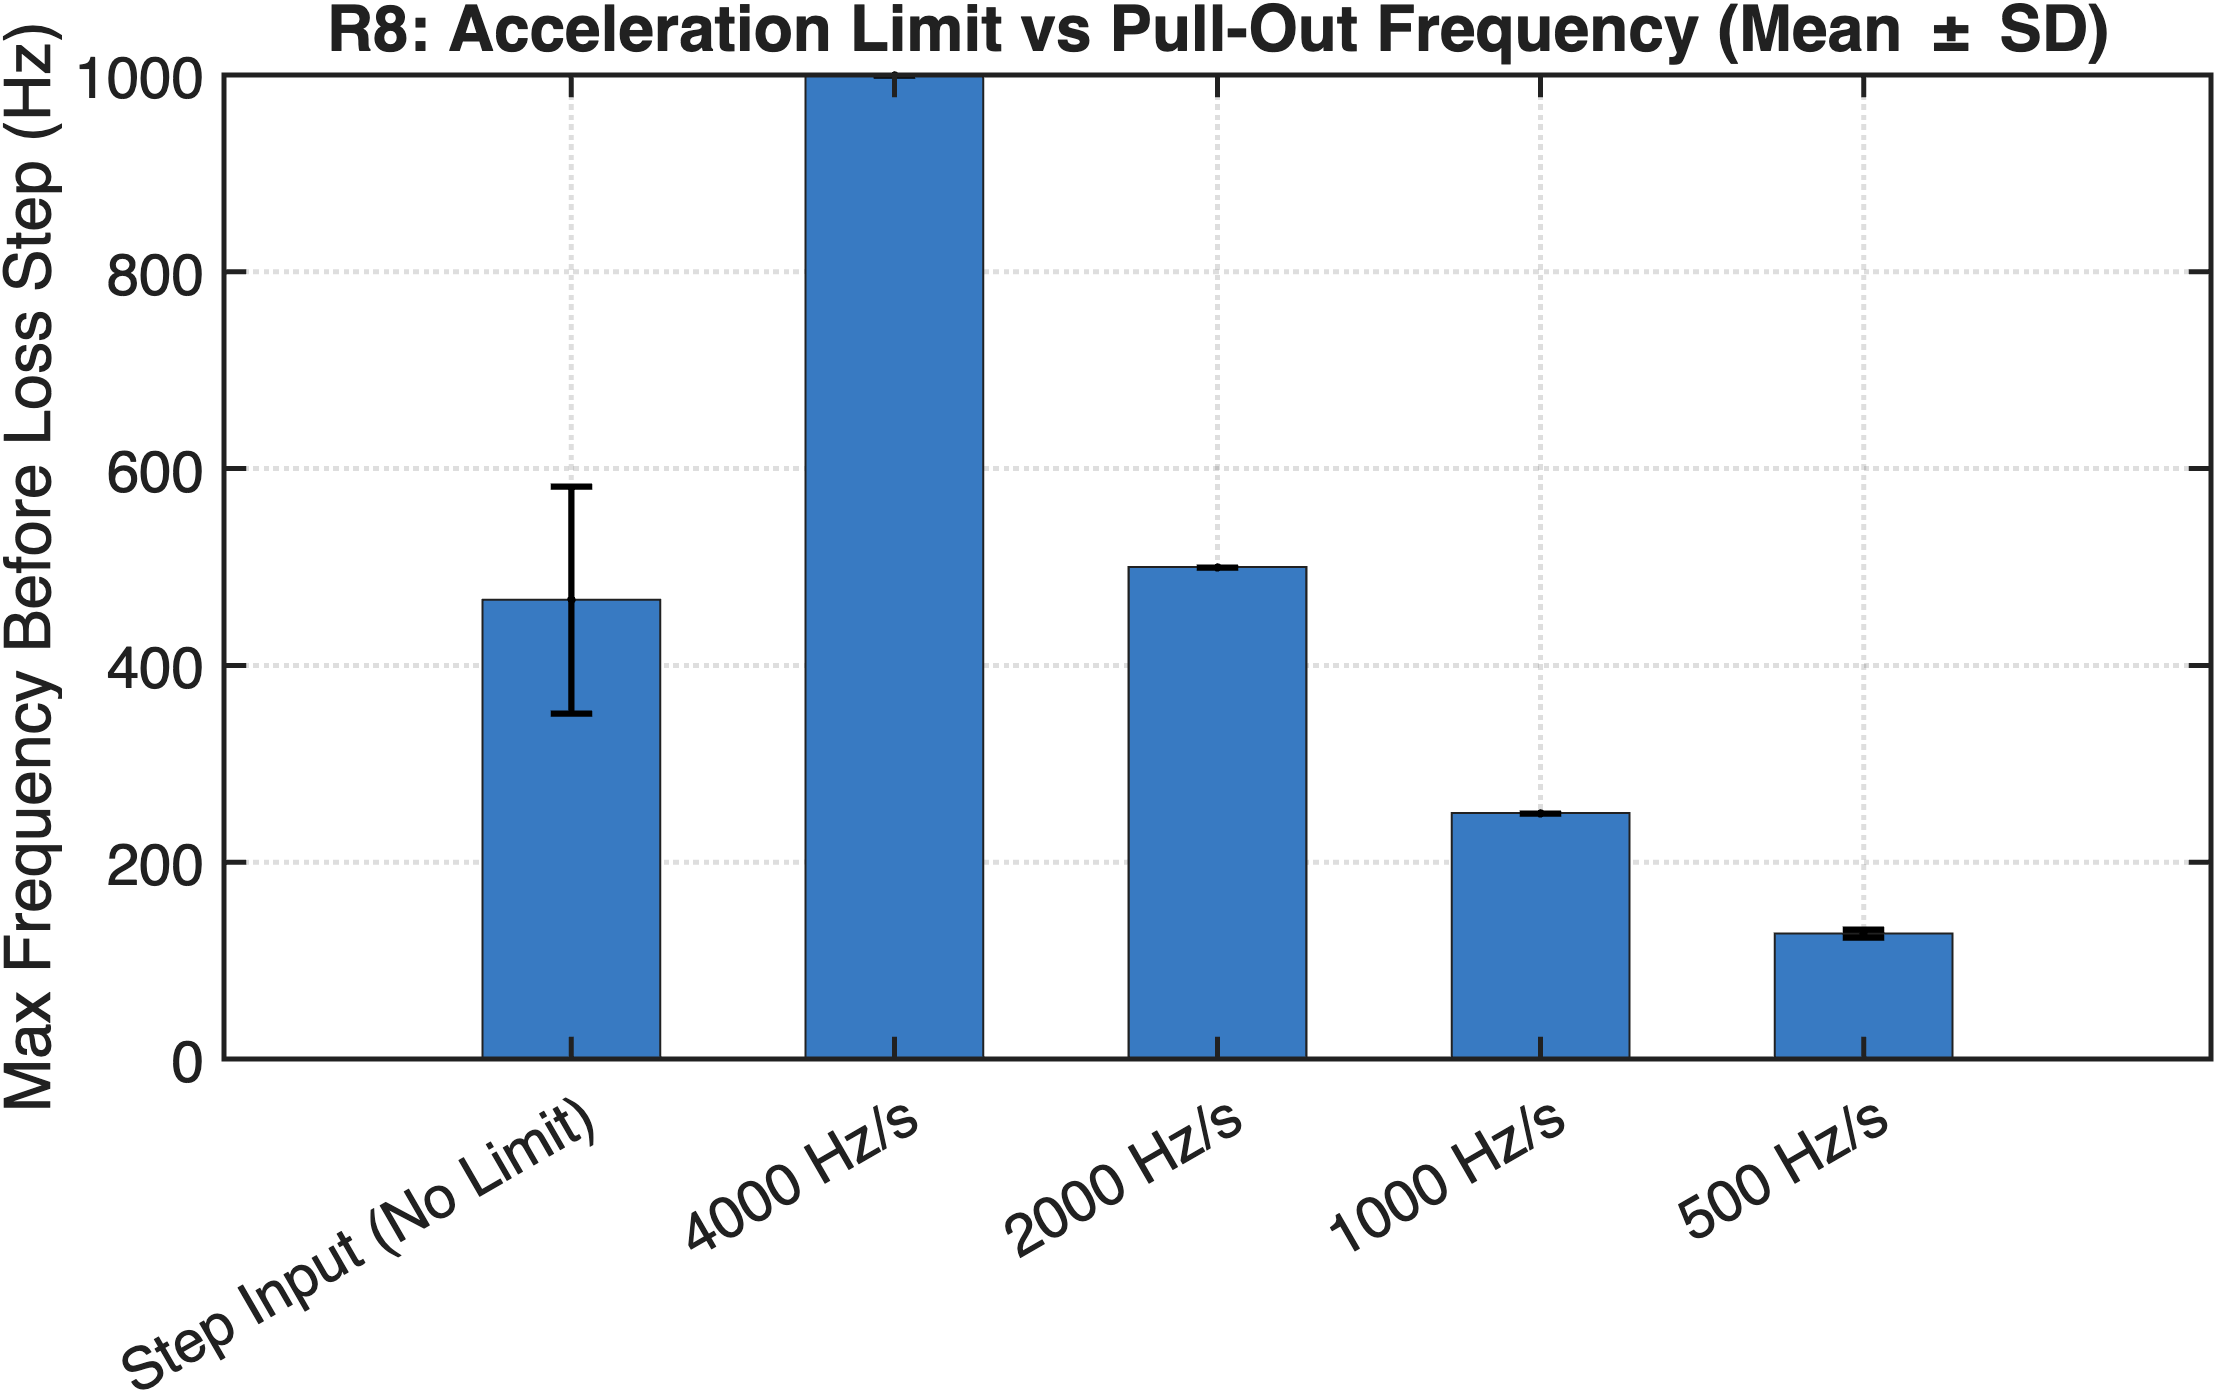 R8: Acceleration Limit vs Pull-Out Frequency (Mean ± SD)
Max Frequency Before Loss Step (Hz)
1000
800
600
400
200
0
Step Input (No Limit)
4000 Hz/s
2000 Hz/s
1000 Hz/s
500 Hz/s